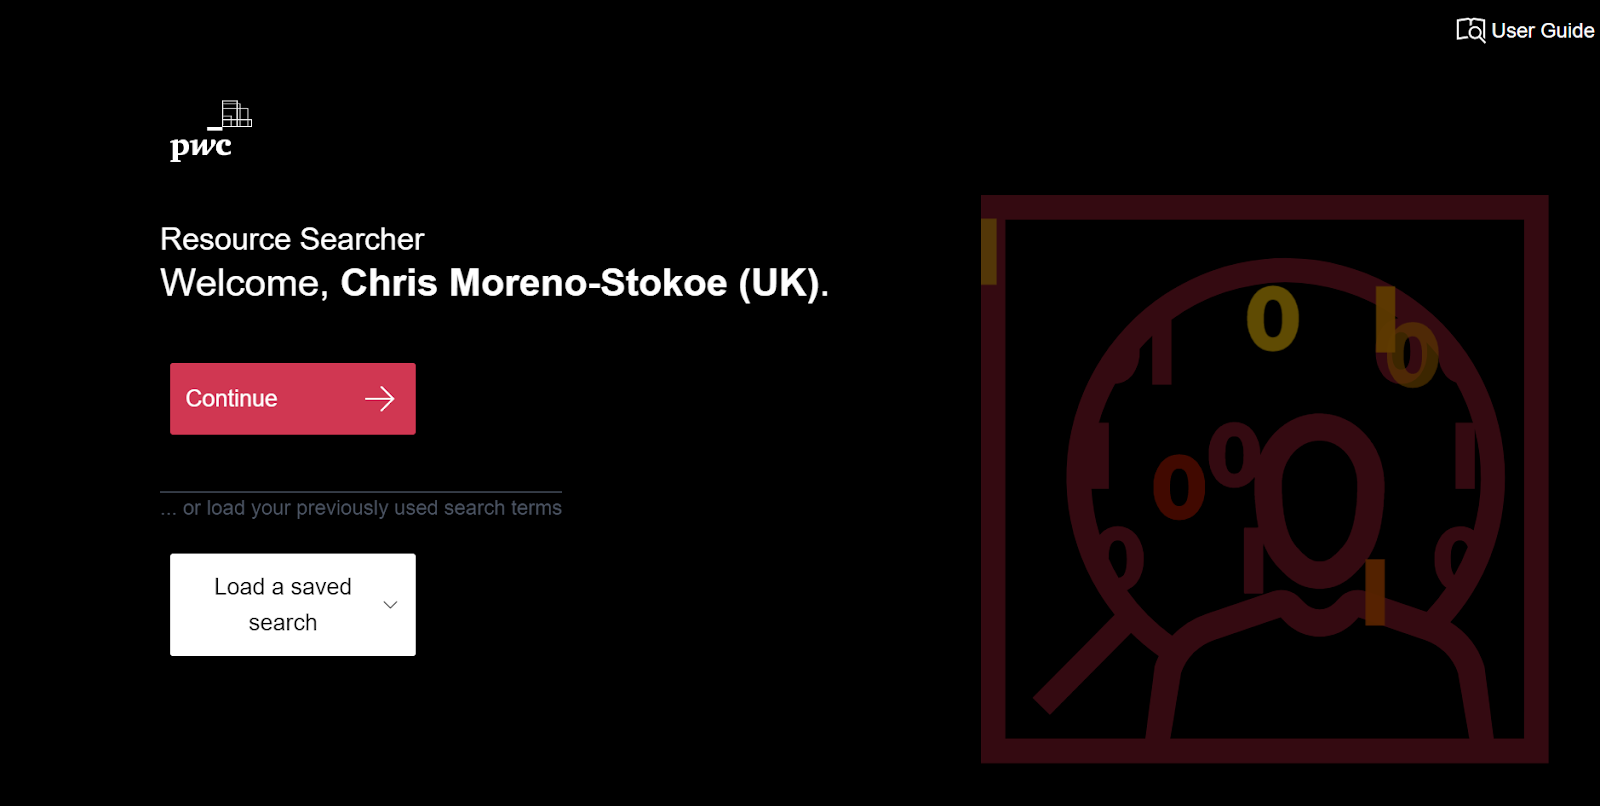 User Guide
pwc
Resource Searcher
Welcome, Chris Moreno-Stokoe (UK).
Continue
... or load your previously used search terms
Load a saved
search